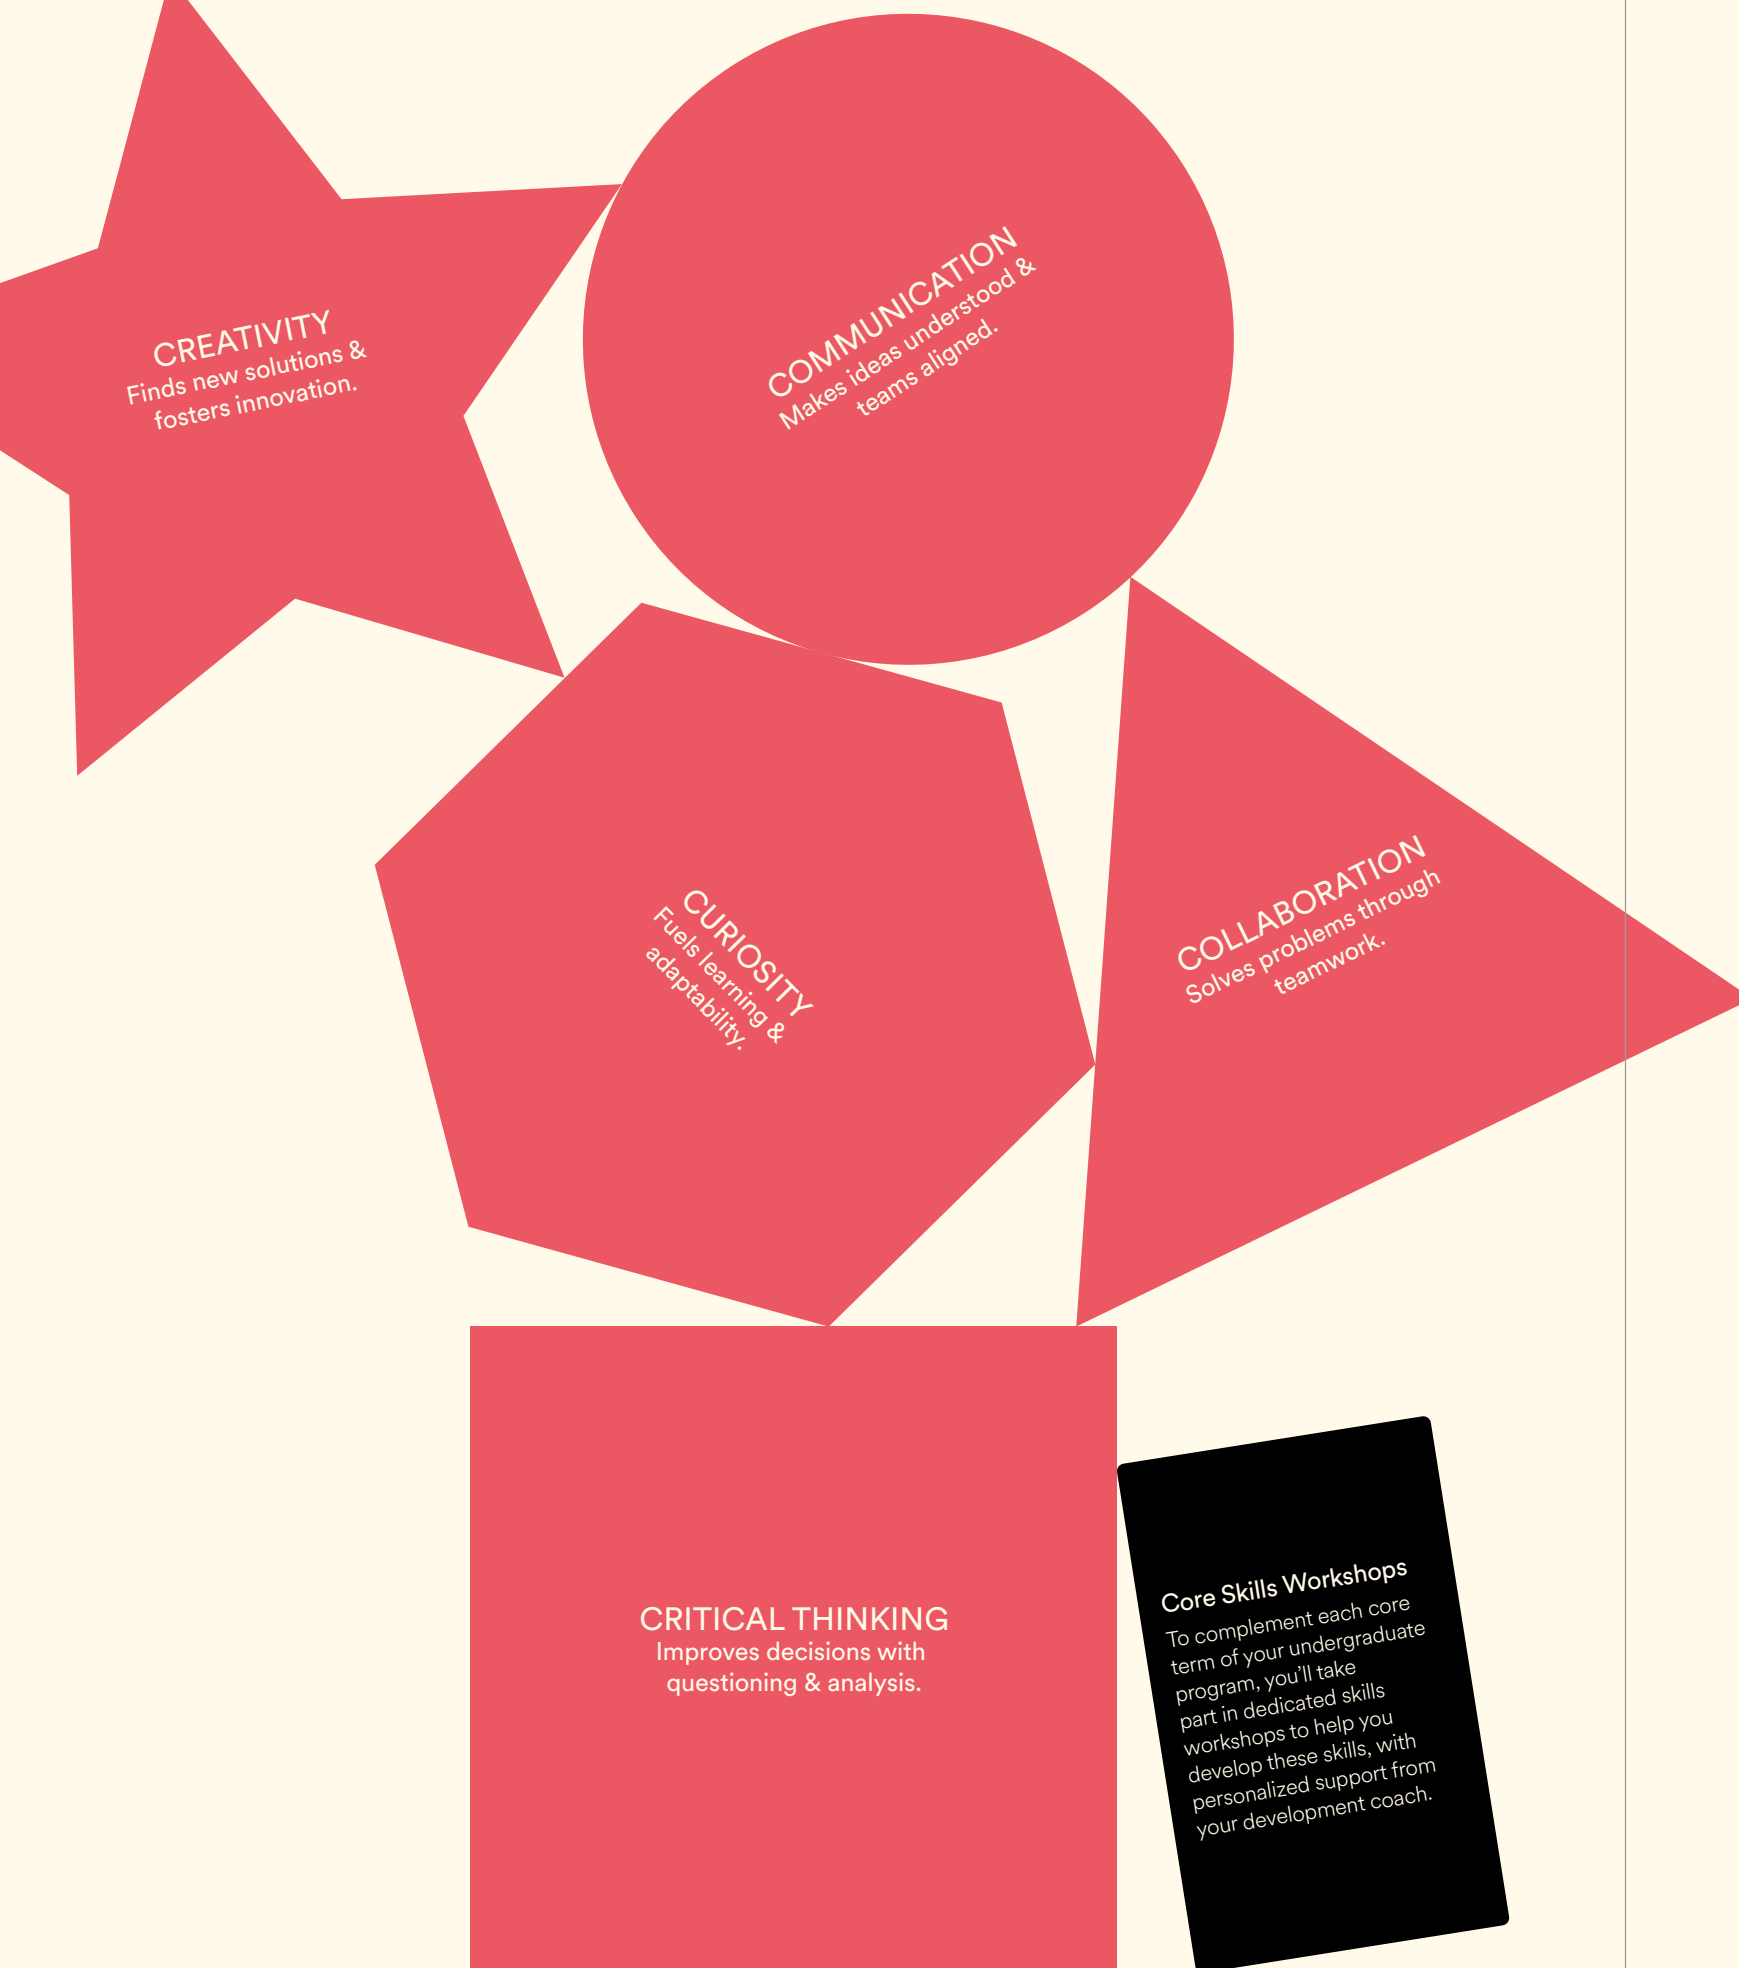 CREATIVITY
Finds new solutions &
fosters innovation.
COMMUNICATION
Makes ideas understood &
teams aligned.
CURIOSITY
Fuels learning &
adaptability.
COLLABORATION
Solves problems through
teamwork.
CRITICAL THINKING
Improves decisions with
questioning & analysis.
Core Skills Workshops
To complement each core
term of your undergraduate
program, you’ll take
part in dedicated skills
workshops to help you
develop these skills, with
personalized support from
your development coach.